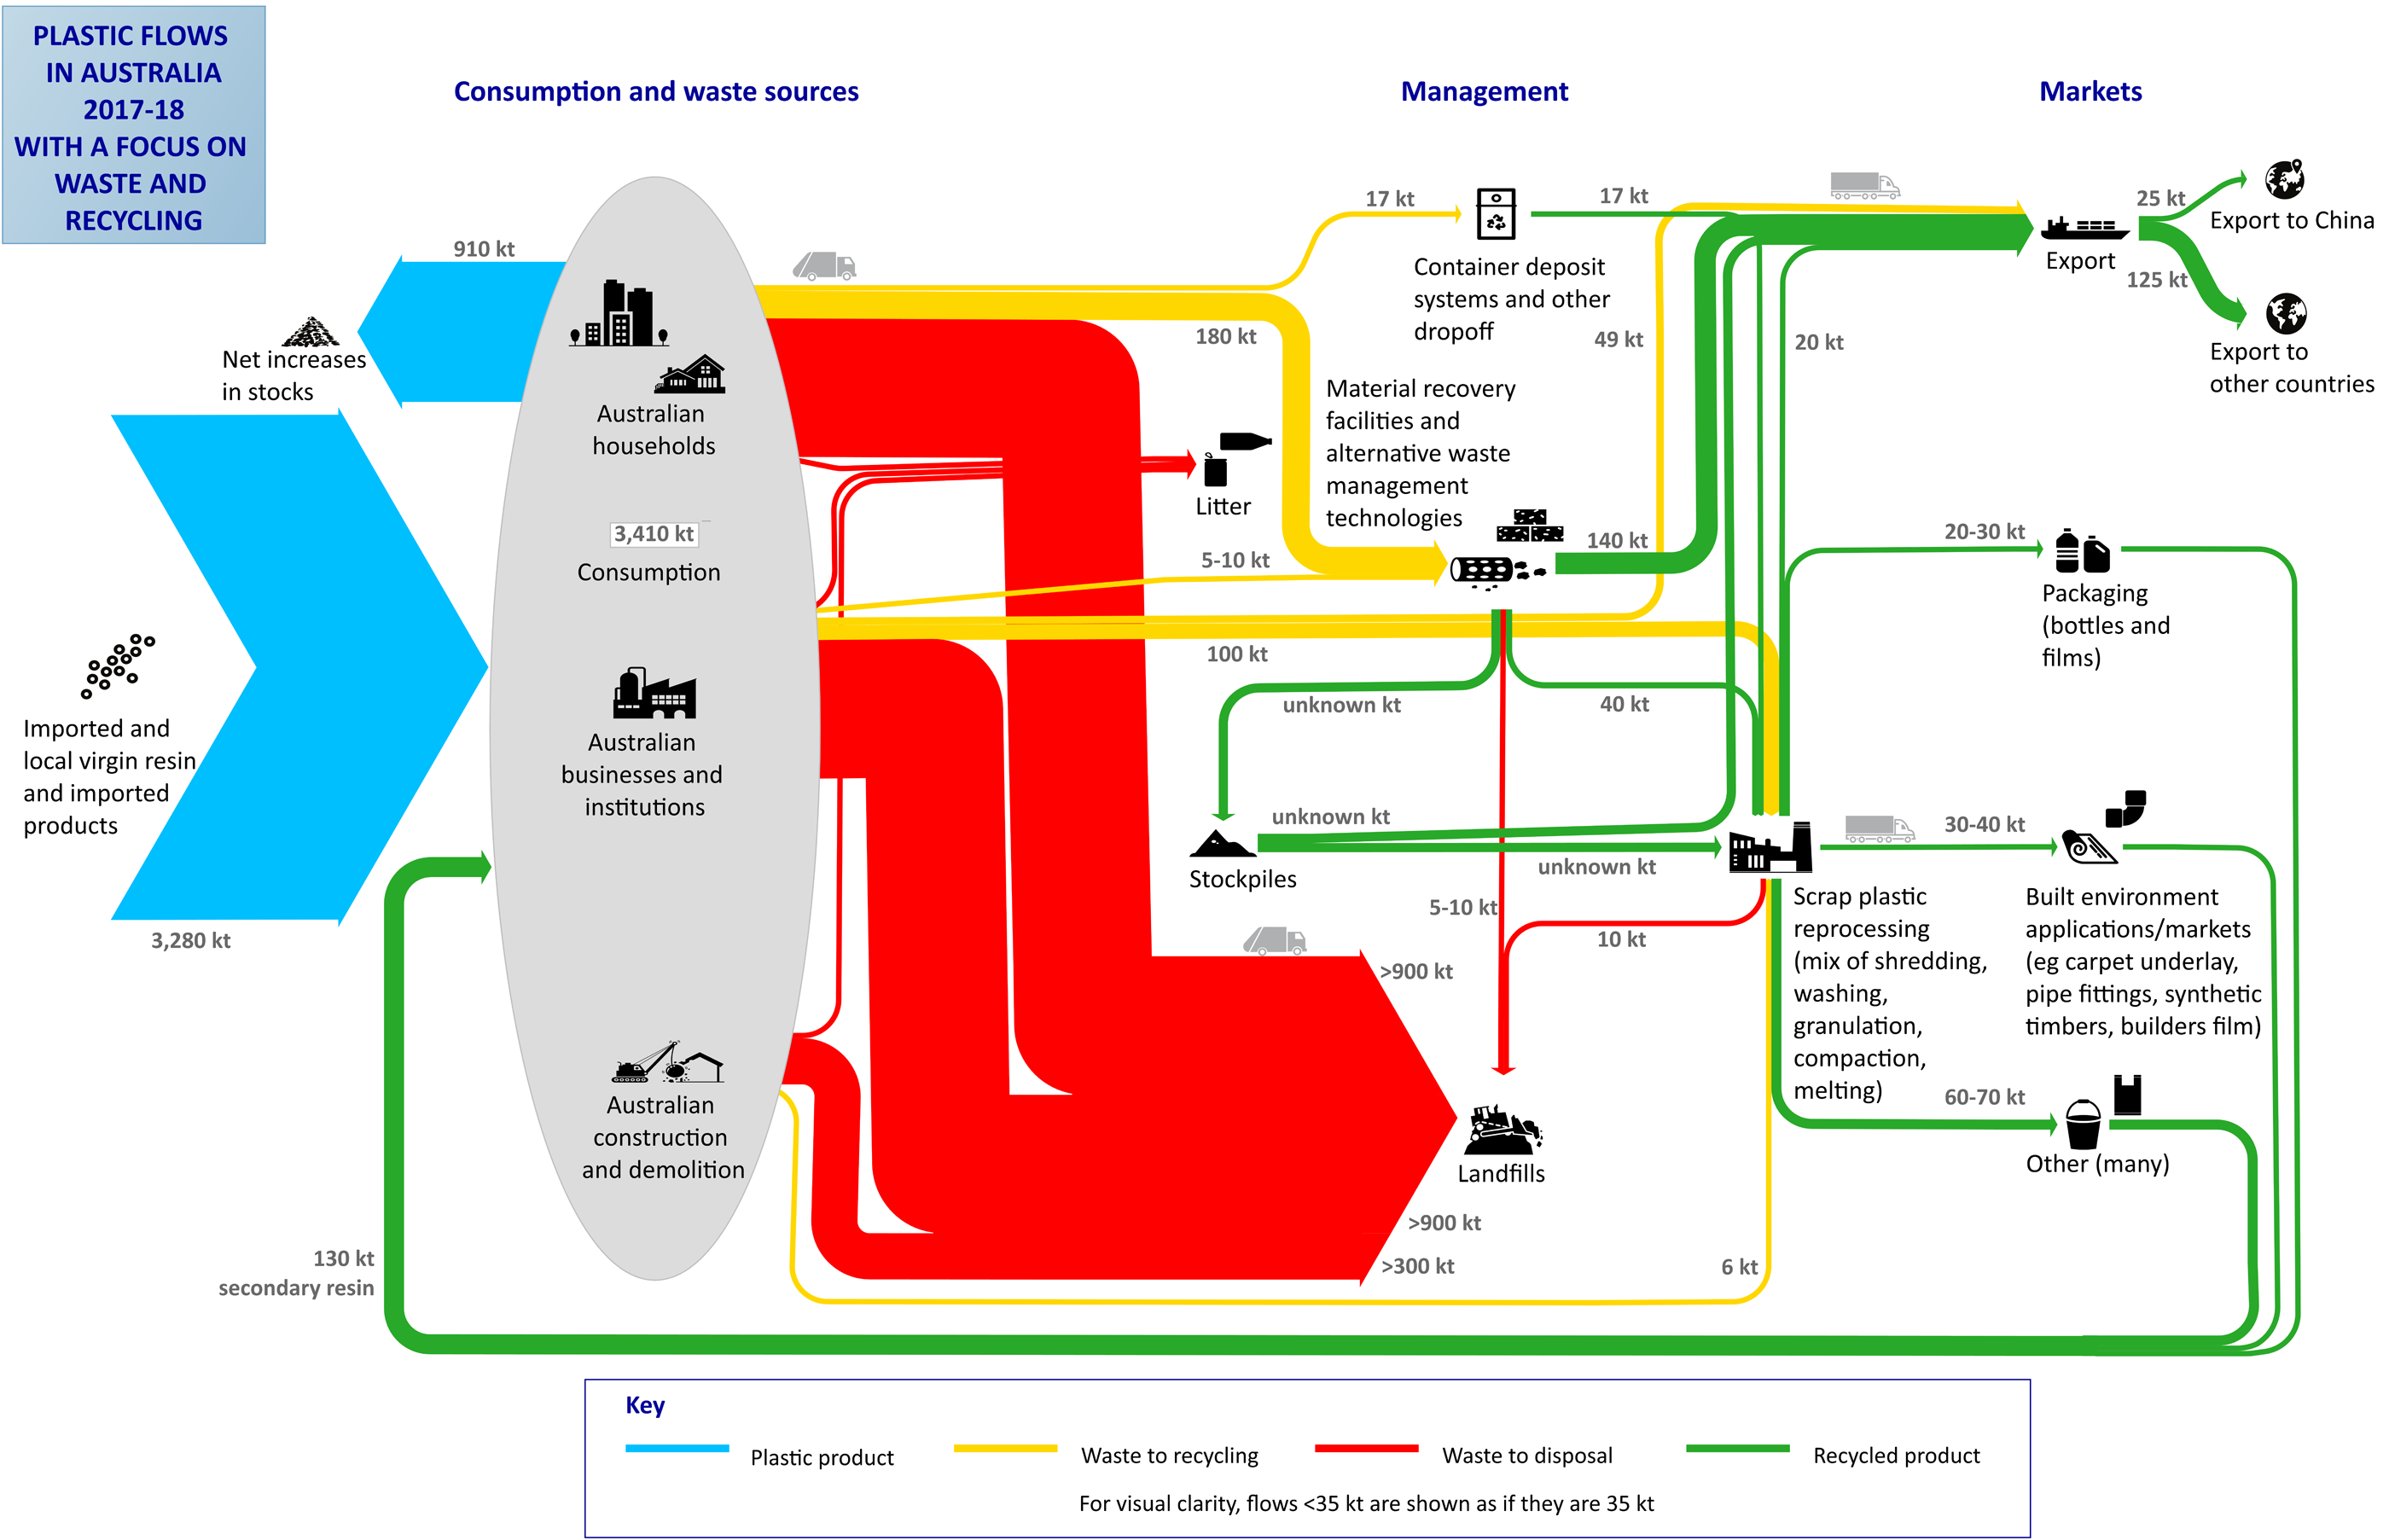 PLASTIC FLOWS
IN AUSTRALIA
2017-18
WITH A FOCUS ON
WASTE AND
RECYCLING
Consumption and waste sources
Management
Markets
910 kt
Net increases
in stocks
Imported and
local virgin resin
and imported
products
3,280 kt
130 kt
secondary resin
Australian
households
3,410 kt
Consumption
Australian
businesses and
institutions
Australian
construction
and demolition
17 kt
180 kt
Litter
5-10 kt
100 kt
17 kt
Container deposit
systems and other
dropoff
Material recovery
facilities and
alternative waste
management
technologies
49 kt
140 kt
20 kt
unknown kt
40 kt
unknown kt
unknown kt
Stockpiles
5-10 kt
10 kt
>900 kt
Landfills
>900 kt
>300 kt
6 kt
Scrap plastic
reprocessing
(mix of shredding,
washing,
granulation,
compaction,
melting)
Export
25 kt
Export to China
125 kt
Export to
other countries
20-30 kt
Packaging
(bottles and
films)
30-40 kt
Built environment
applications/markets
(eg carpet underlay,
pipe fittings, synthetic
timbers, builders film)
60-70 kt
Other (many)
Key
Plastic product
Waste to recycling
Waste to disposal
Recycled product
For visual clarity, flows <35 kt are shown as if they are 35 kt